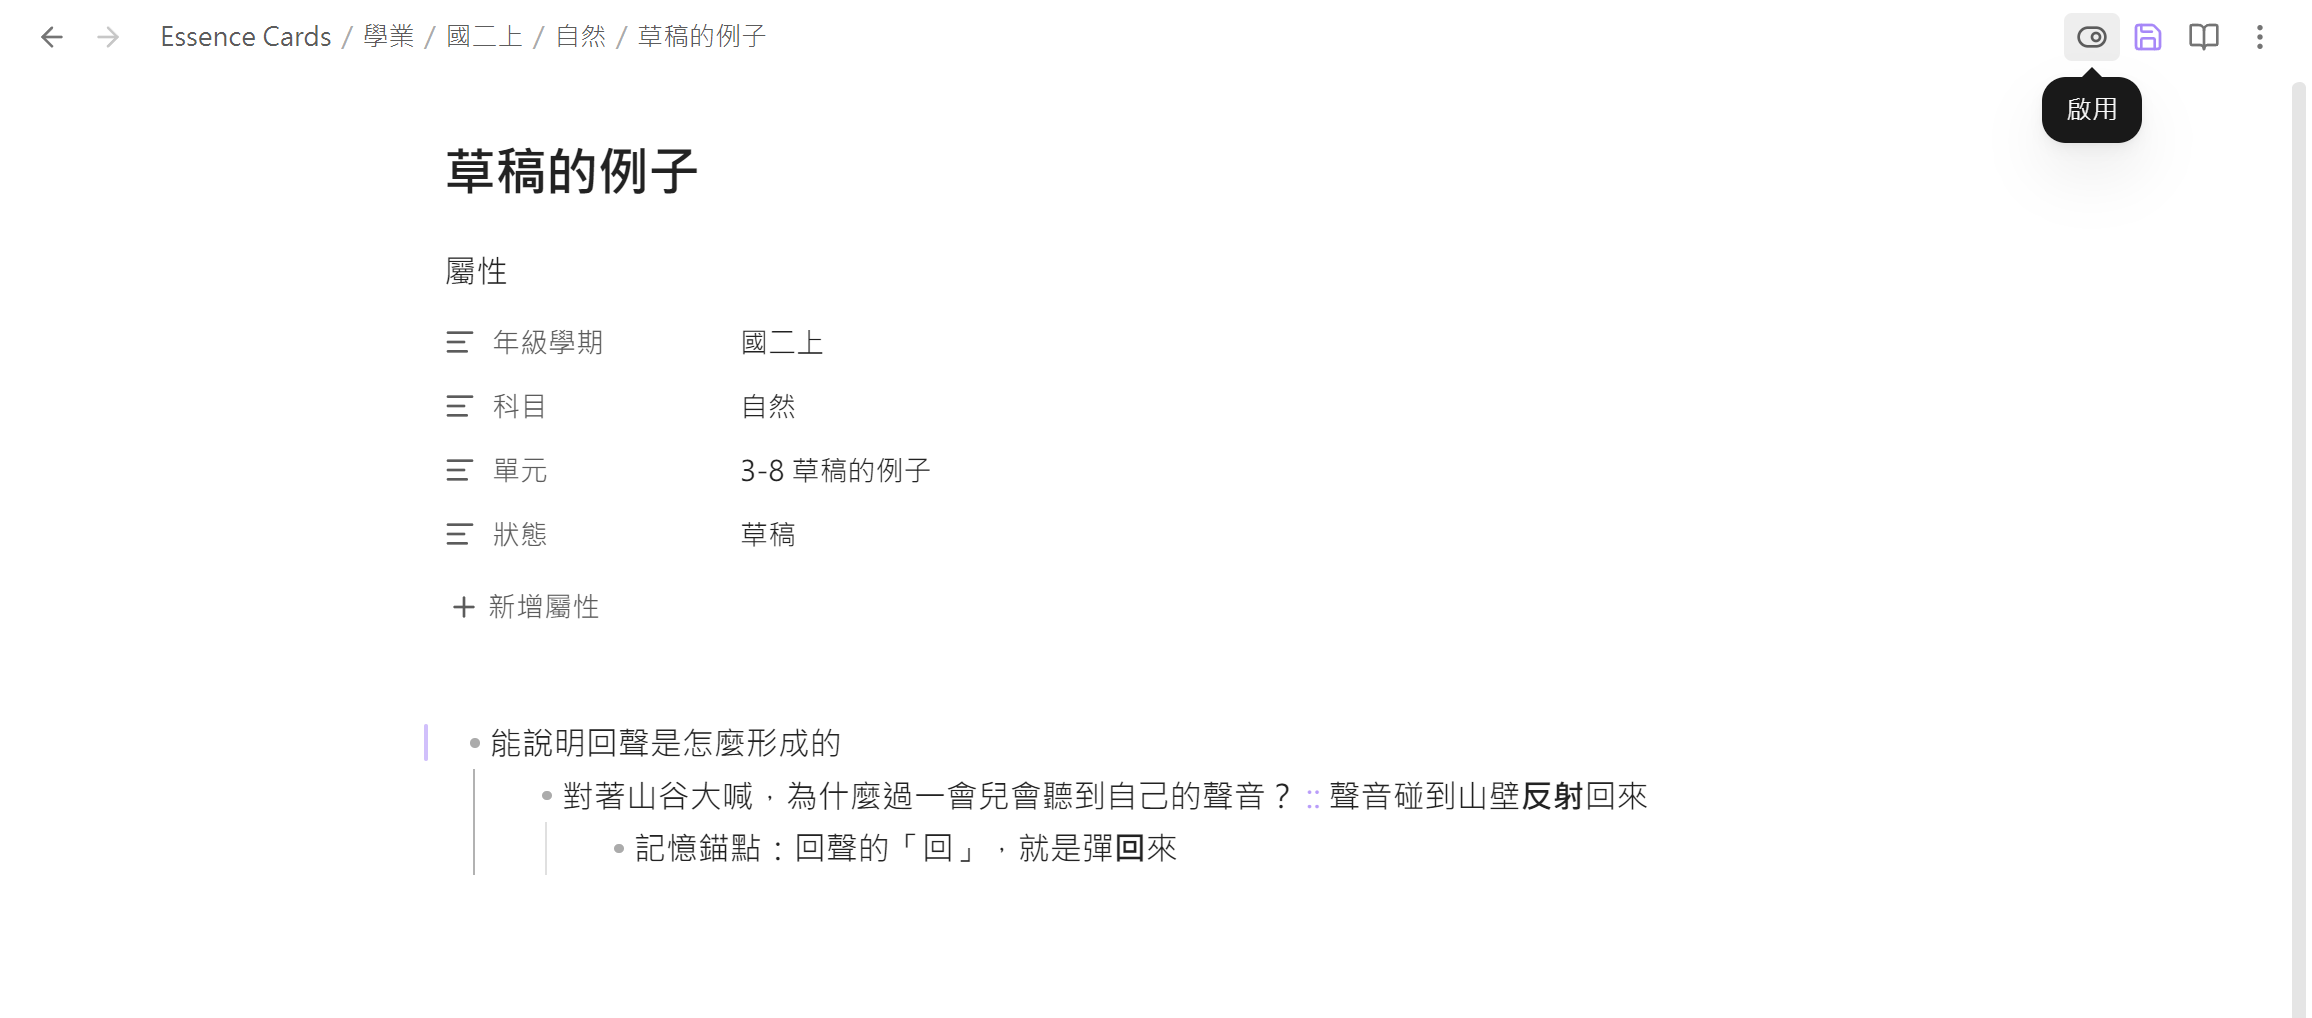 Essence Cards / 學業 / 國二上 / 自然 / 草稿的例子
啟用
草稿的例子
屬性
年級學期 國二上
科目 自然
單元 3-8 草稿的例子
狀態 草稿
新增屬性
能說明回聲是怎麼形成的
對著山谷大喊，為什麼過一會兒會聽到自己的聲音？ :: 聲音碰到山壁反射回來
記憶錨點：回聲的「回」，就是彈回來